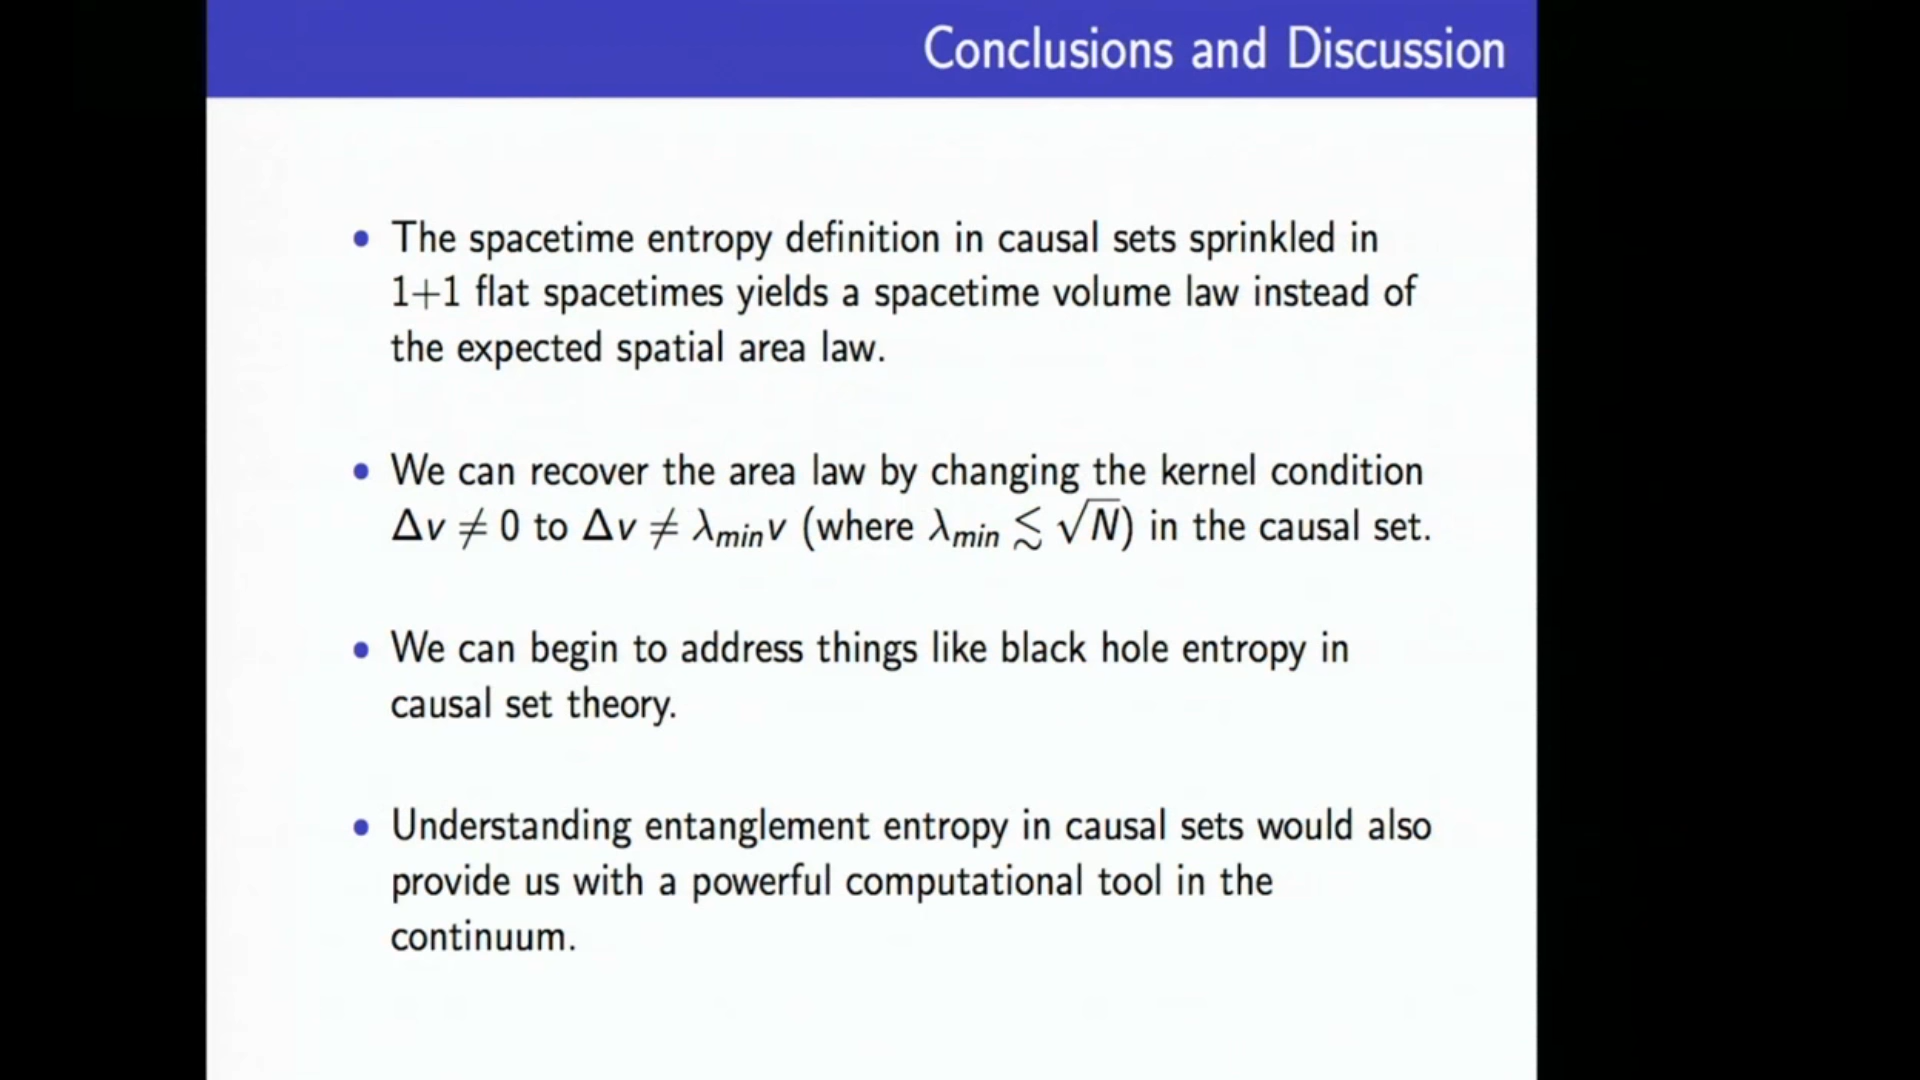 Conclusions and Discussion
• The spacetime entropy definition in causal sets sprinkled in
1+1 flat spacetimes yields a spacetime volume law instead of
the expected spatial area law.
• We can recover the area law by changing the kernel condition
Δv ≠ 0 to Δv ≠ λ_min v (where λ_min ≲ √N) in the causal set.
• We can begin to address things like black hole entropy in
causal set theory.
• Understanding entanglement entropy in causal sets would also
provide us with a powerful computational tool in the
continuum.